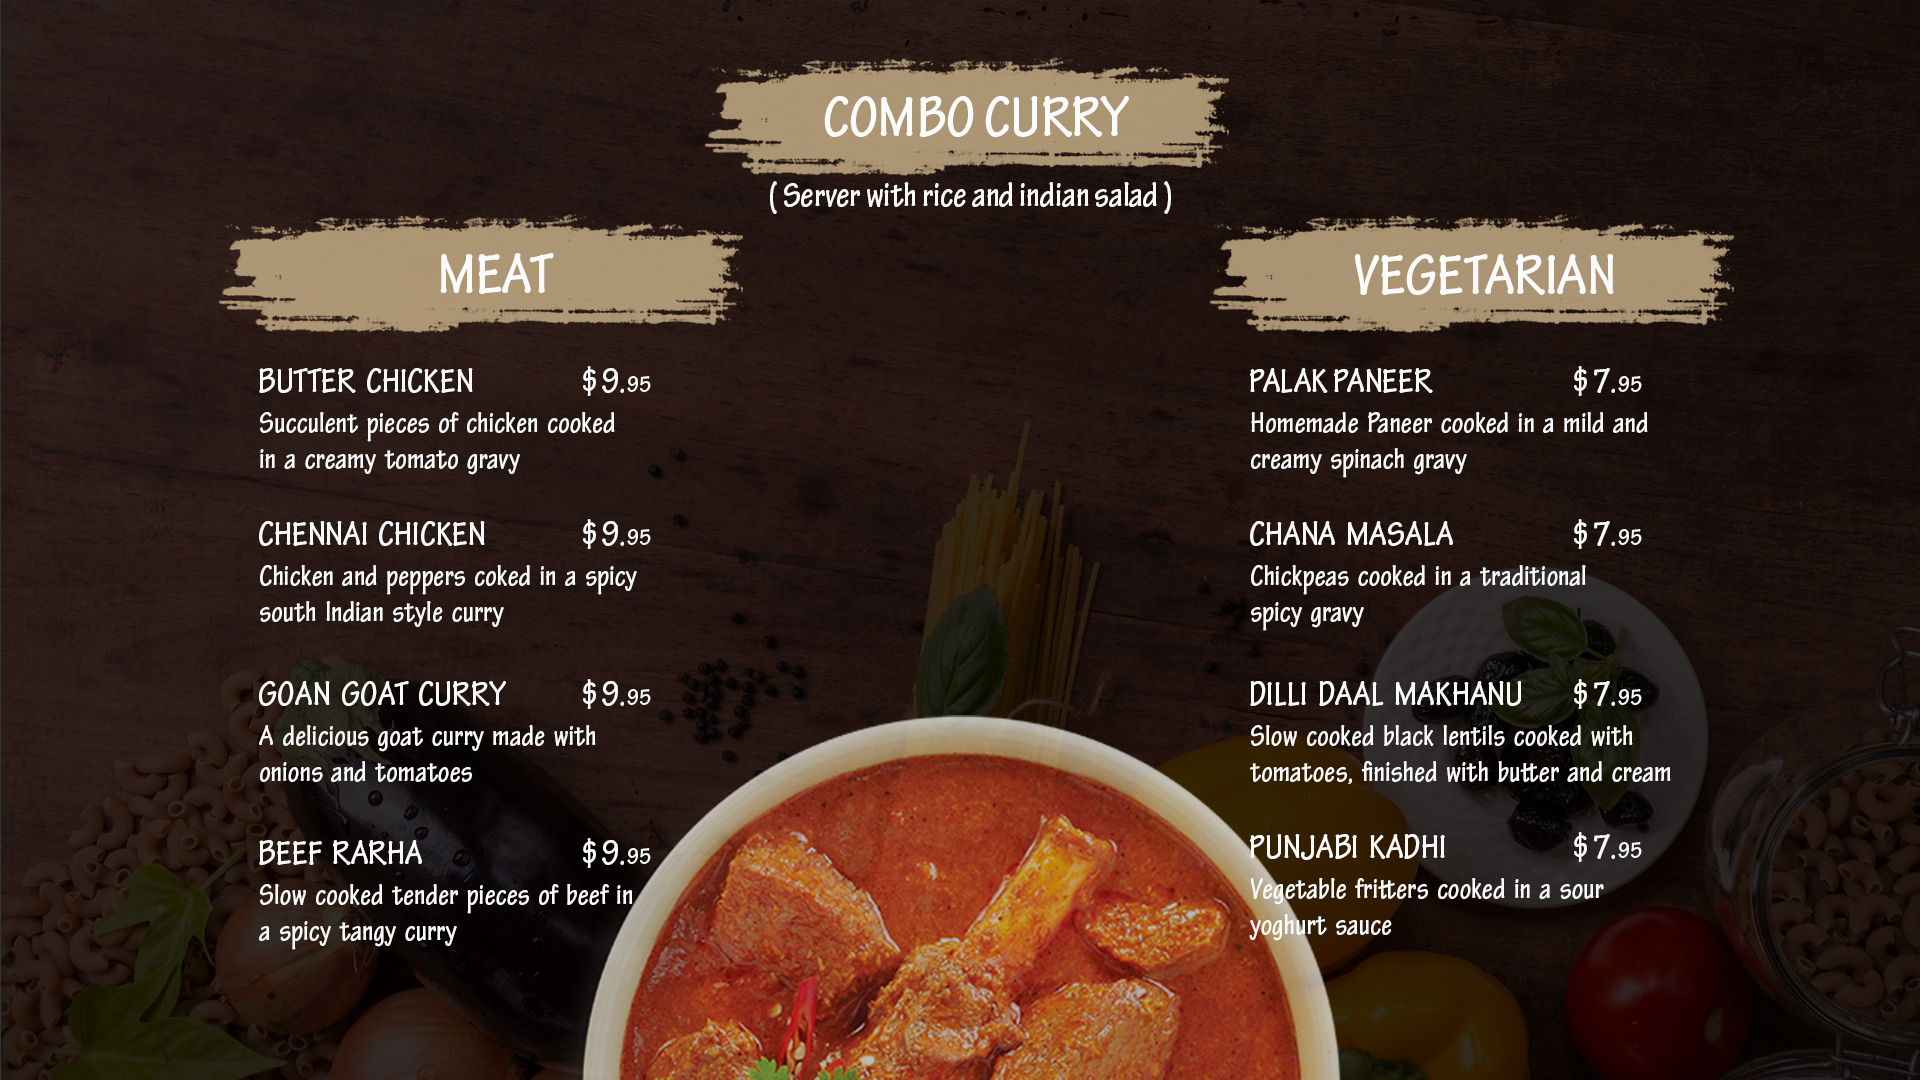 COMBO CURRY
( Server with rice and indian salad )
MEAT
BUTTER CHICKEN $9.95
Succulent pieces of chicken cooked
in a creamy tomato gravy
CHENNAI CHICKEN $9.95
Chicken and peppers coked in a spicy
south Indian style curry
GOAN GOAT CURRY $9.95
A delicious goat curry made with
onions and tomatoes
BEEF RARHA $9.95
Slow cooked tender pieces of beef in
a spicy tangy curry
VEGETARIAN
PALAK PANEER $7.95
Homemade Paneer cooked in a mild and
creamy spinach gravy
CHANA MASALA $7.95
Chickpeas cooked in a traditional
spicy gravy
DILLI DAAL MAKHANU $7.95
Slow cooked black lentils cooked with
tomatoes, finished with butter and cream
PUNJABI KADHI $7.95
Vegetable fritters cooked in a sour
yoghurt sauce